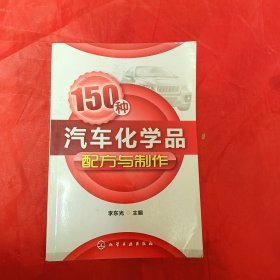 150种
汽车化学品
配方与制作
李东光 主编
化学工业出版社